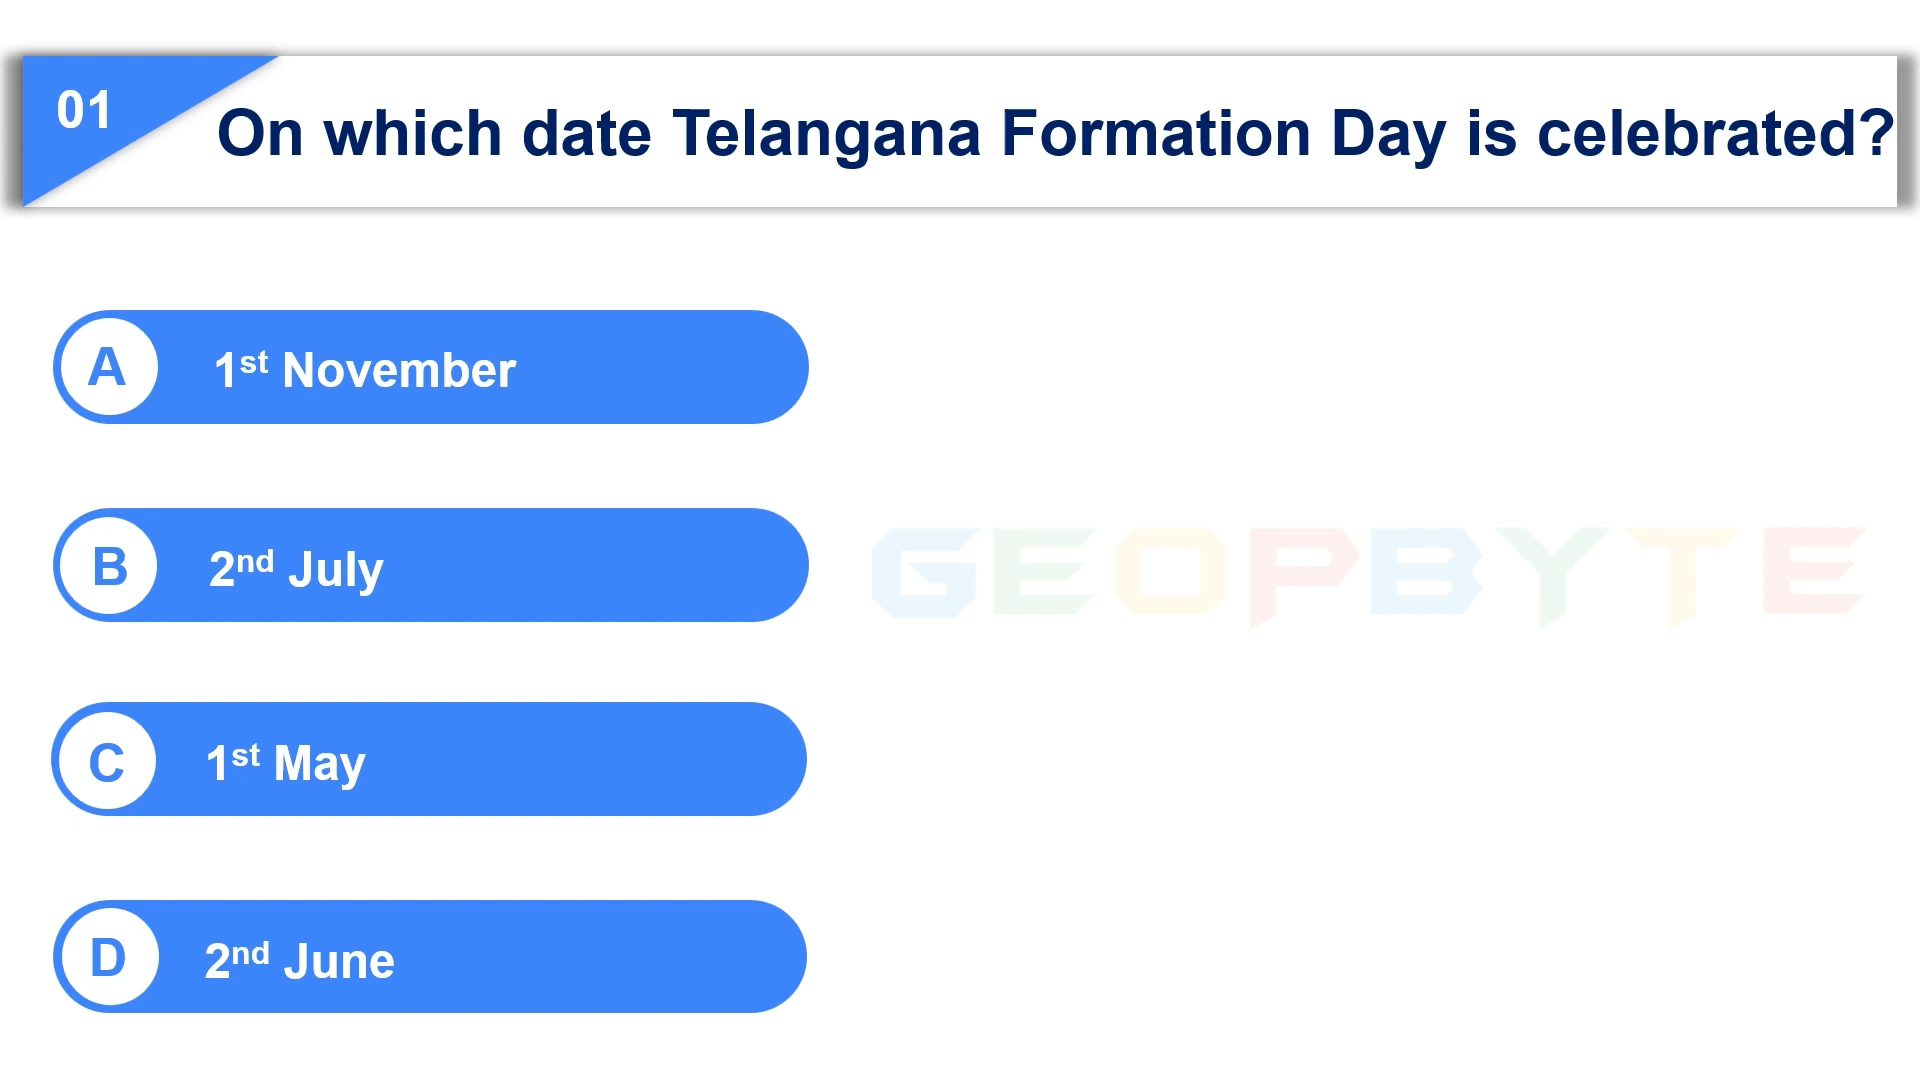 01
On which date Telangana Formation Day is celebrated?
A 1st November
B 2nd July
GEOPBYTE
C 1st May
D 2nd June